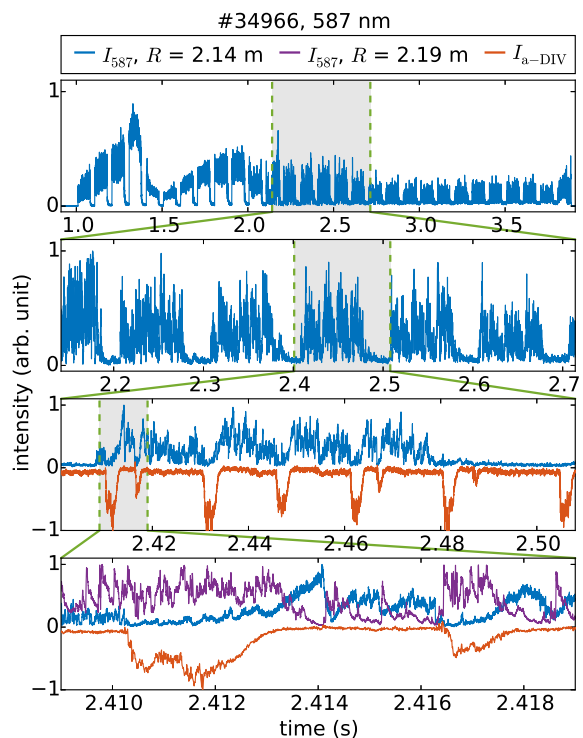 #34966, 587 nm
I587, R = 2.14 m I587, R = 2.19 m Ia−DIV
1
0
1.0 1.5 2.0 2.5 3.0 3.5
1
0
2.2 2.3 2.4 2.5 2.6 2.7
intensity (arb. unit)
1
0
−1
2.42 2.44 2.46 2.48 2.50
1
0
−1
2.410 2.412 2.414 2.416 2.418
time (s)